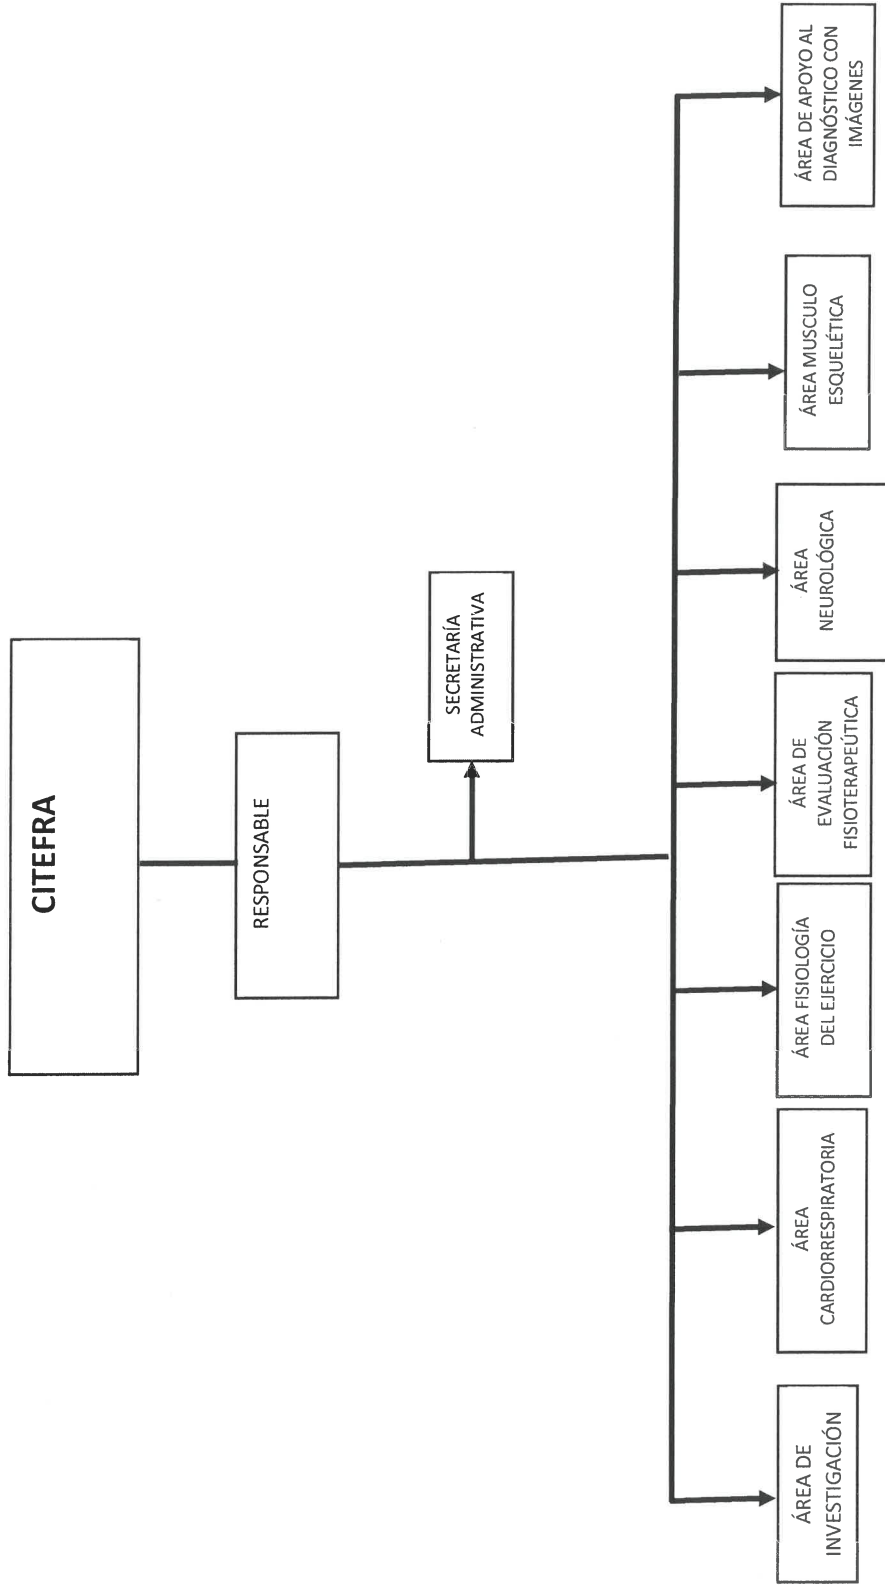 CITEFRA
RESPONSABLE
SECRETARÍA
ADMINISTRATIVA
ÁREA DE
INVESTIGACIÓN
ÁREA
CARDIORRESPIRATORIA
ÁREA FISIOLOGÍA
DEL EJERCICIO
ÁREA DE
EVALUACIÓN
FISIOTERAPEÚTICA
ÁREA
NEUROLÓGICA
ÁREA MUSCULO
ESQUELÉTICA
ÁREA DE APOYO AL
DIAGNÓSTICO CON
IMÁGENES